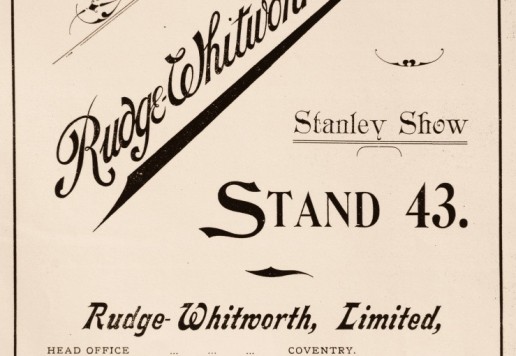 Rudge-Whitworth
Stanley Show
STAND 43.
Rudge-Whitworth, Limited,
HEAD OFFICE ... ... ... COVENTRY.